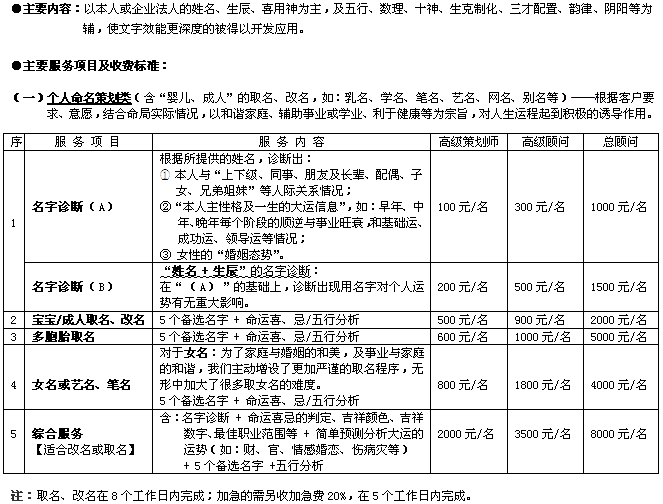 ●主要内容：以本人或企业法人的姓名、生辰、喜用神为主，及五行、数理、十神、生克制化、三才配置、韵律、阴阳等为
辅，使文字效能更深度的被得以开发应用。
●主要服务项目及收费标准：
（一）个人命名策划类（含“婴儿、成人”的取名、改名，如：乳名、学名、笔名、艺名、网名、别名等）——根据客户要
求、意愿，结合命局实际情况，以和谐家庭、辅助事业或学业、利于健康等为宗旨，对人生运程起到积极的诱导作用。
序 服 务 项 目 服 务 内 容 高级策划师 高级顾问 总顾问
1 名字诊断（A） 根据所提供的姓名，诊断出：
① 本人与“上下级、同事、朋友及长辈、配偶、子
女、兄弟姐妹”等人际关系情况；
② “本人主性格及一生的大运信息”，如：早年、中
年、晚年每个阶段的顺逆与事业旺衰，和基础运、
成功运、领导运等情况；
③ 女性的“婚姻态势”。
100 元/名 300 元/名 1000 元/名
名字诊断（B） “姓名＋生辰”的名字诊断：
在“（A）”的基础上，诊断出现用名字对个人运
势有无重大影响。
200 元/名 500 元/名 1500 元/名
2 宝宝/成人取名、改名 5 个备选名字 + 命运喜、忌/五行分析 500 元/名 900 元/名 2000 元/名
3 多胞胎取名 5 个备选名字 + 命运喜、忌/五行分析 600 元/名 1000 元/名 5000 元/名
4 女名或艺名、笔名 对于女名：为了家庭与婚姻的和美，及事业与家庭
的和谐，我们主动增设了更加严谨的取名程序，无
形中加大了很多取女名的难度。
5 个备选名字 + 命运喜、忌/五行分析
800 元/名 1800 元/名 4000 元/名
5 综合服务
【适合改名或取名】
含：名字诊断 + 命运喜忌的判定、吉祥颜色、吉祥
数字、最佳职业范围等 + 简单预测分析大运的
运势（如：财、官、情感婚恋、伤病灾等）
+ 5 个备选名字 +五行分析
2000 元/名 3500 元/名 8000 元/名
注：取名、改名在 8 个工作日内完成；加急的需另收加急费 20%，在 5 个工作日内完成。